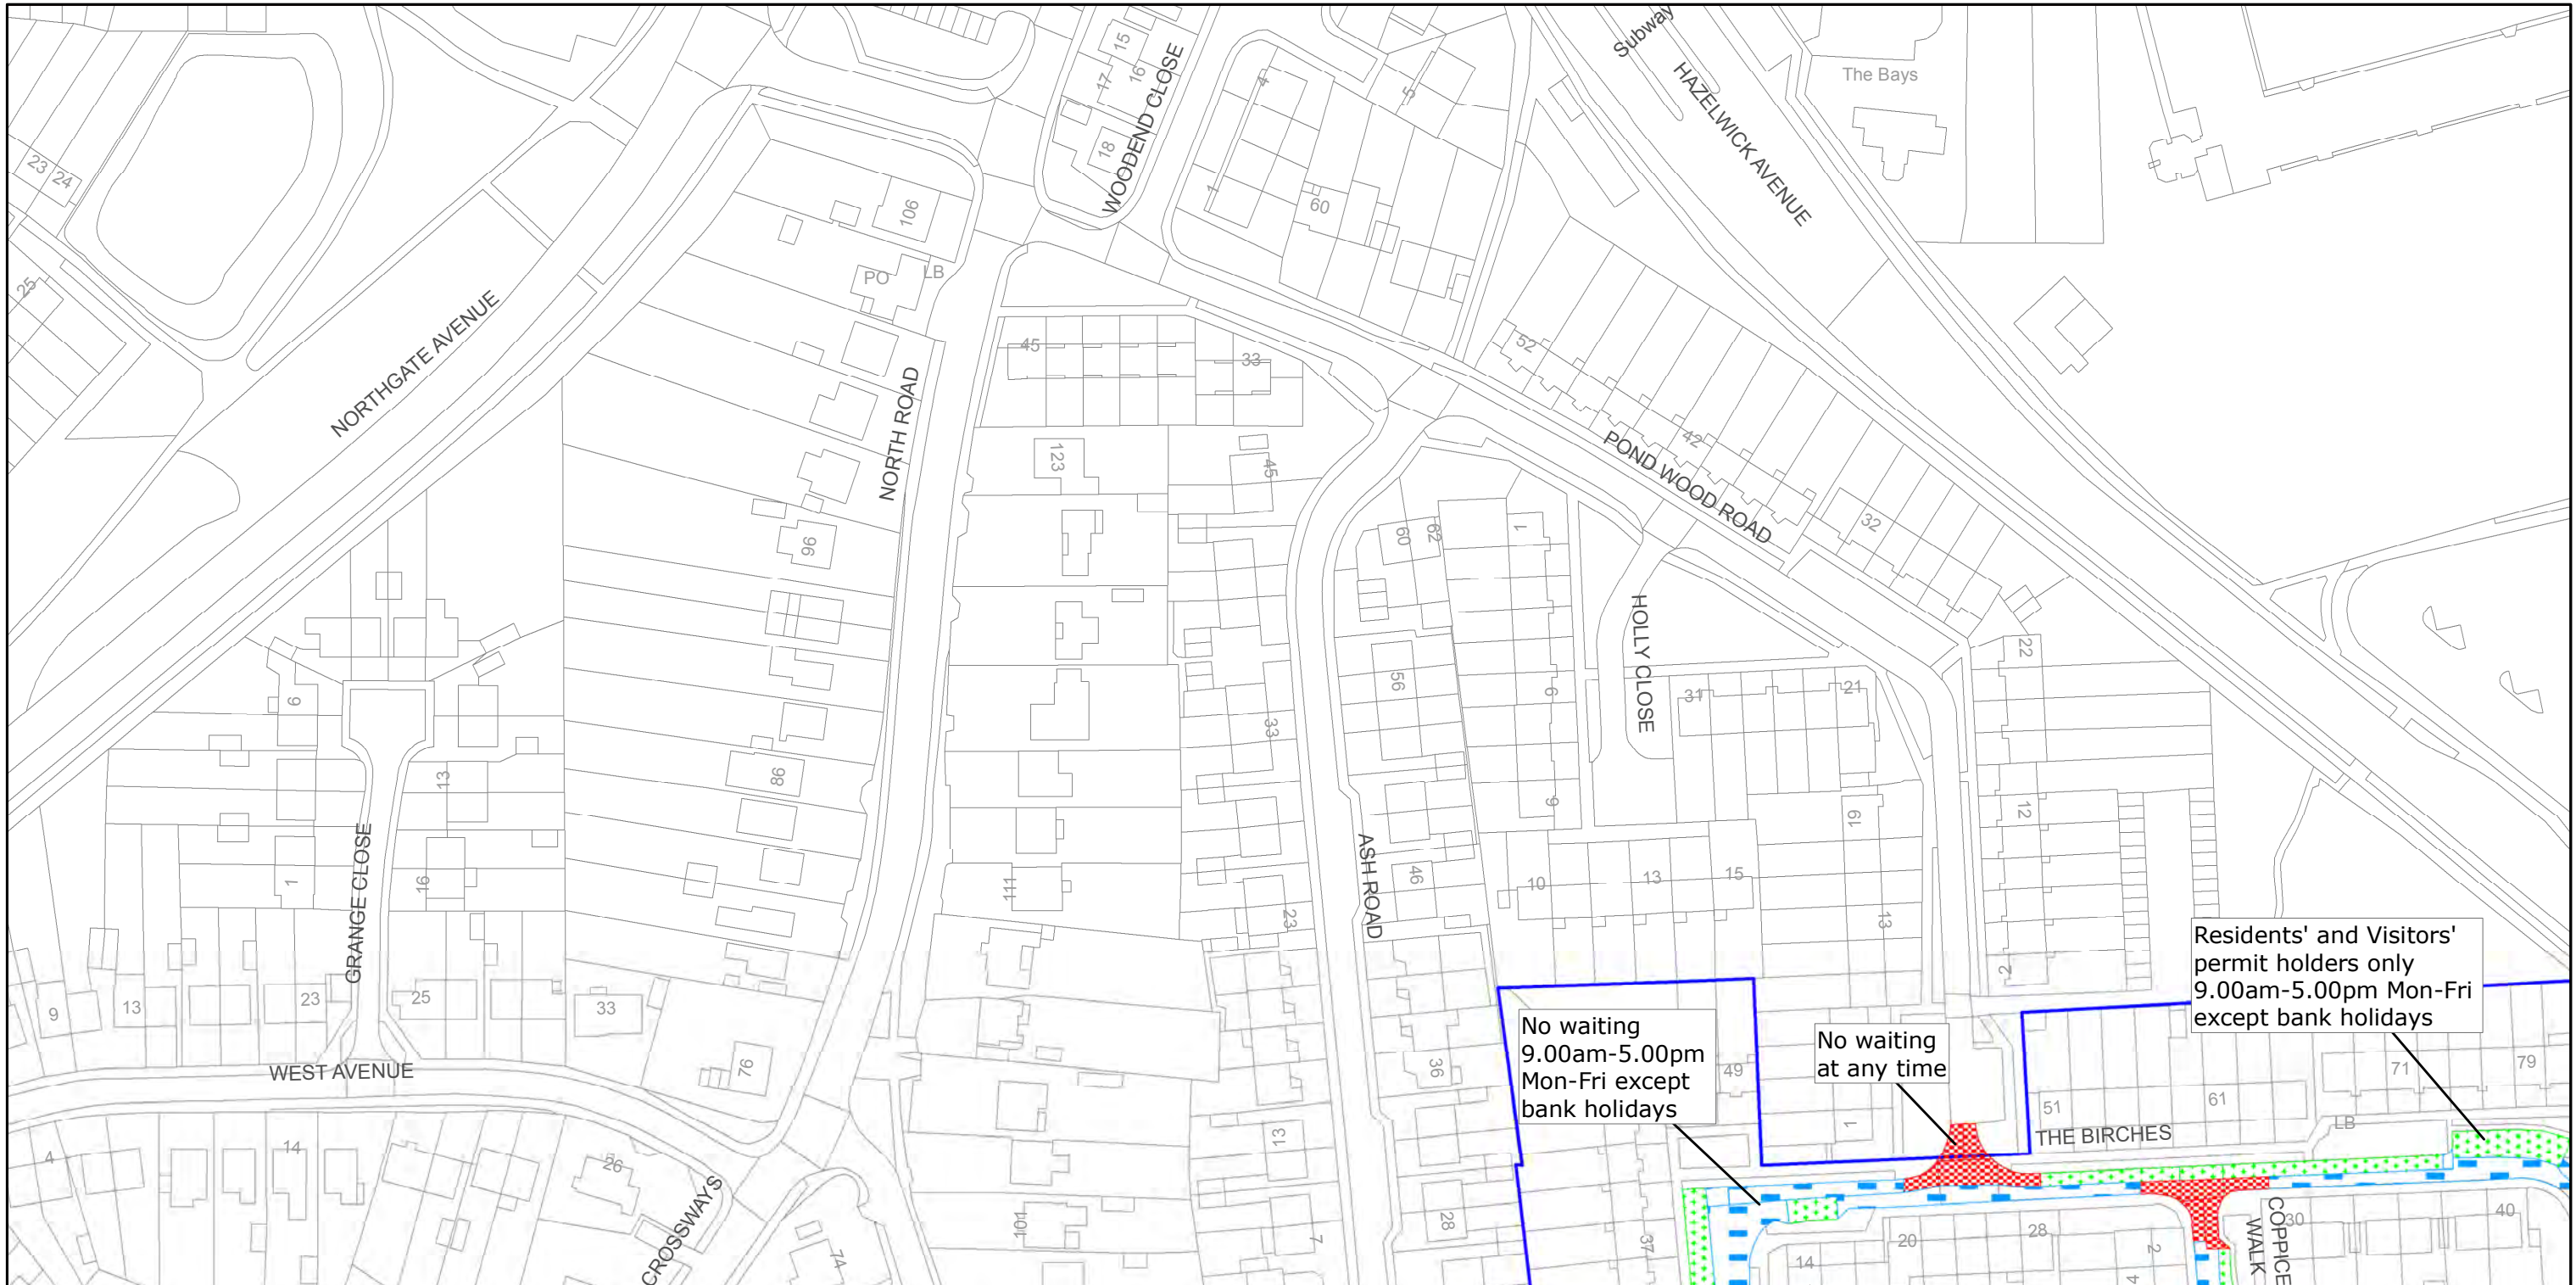 Subway
HAZELWICK AVENUE
The Bays
WOODEND CLOSE
15
16
17
18
4
1
5
60
23
24
25
106
PO
LB
NORTHGATE AVENUE
NORTH ROAD
45
33
123
45
52
42
32
POND WOOD ROAD
96
60
62
1
HOLLY CLOSE
22
6
56
6
31
21
33
13
86
9
19
12
GRANGE CLOSE
1
16
111
ASH ROAD
46
10
13
15
13
23
2
9
13
23
25
33
WEST AVENUE
76
36
49
1
51
61
71
79
Residents' and Visitors'
permit holders only
9.00am-5.00pm Mon-Fri
except bank holidays
No waiting
9.00am-5.00pm
Mon-Fri except
bank holidays
No waiting
at any time
THE BIRCHES
LB
4
14
26
CROSSWAYS
74
101
13
7
28
37
14
20
28
2
4
COPPICE
WALK
30
40